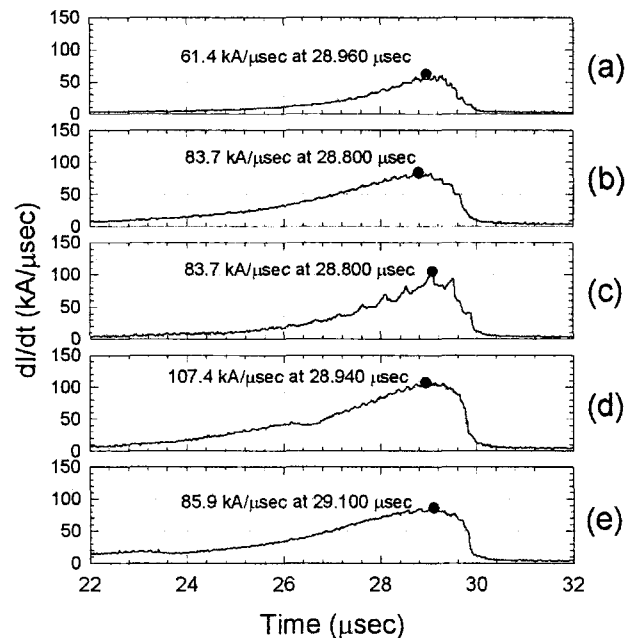 150
100
50
0
61.4 kA/μsec at 28.960 μsec
(a)
150
100
50
0
83.7 kA/μsec at 28.800 μsec
(b)
150
100
50
0
83.7 kA/μsec at 28.800 μsec
(c)
150
100
50
0
107.4 kA/μsec at 28.940 μsec
(d)
150
100
50
0
85.9 kA/μsec at 29.100 μsec
(e)
dI/dt (kA/μsec)
22 24 26 28 30 32
Time (μsec)